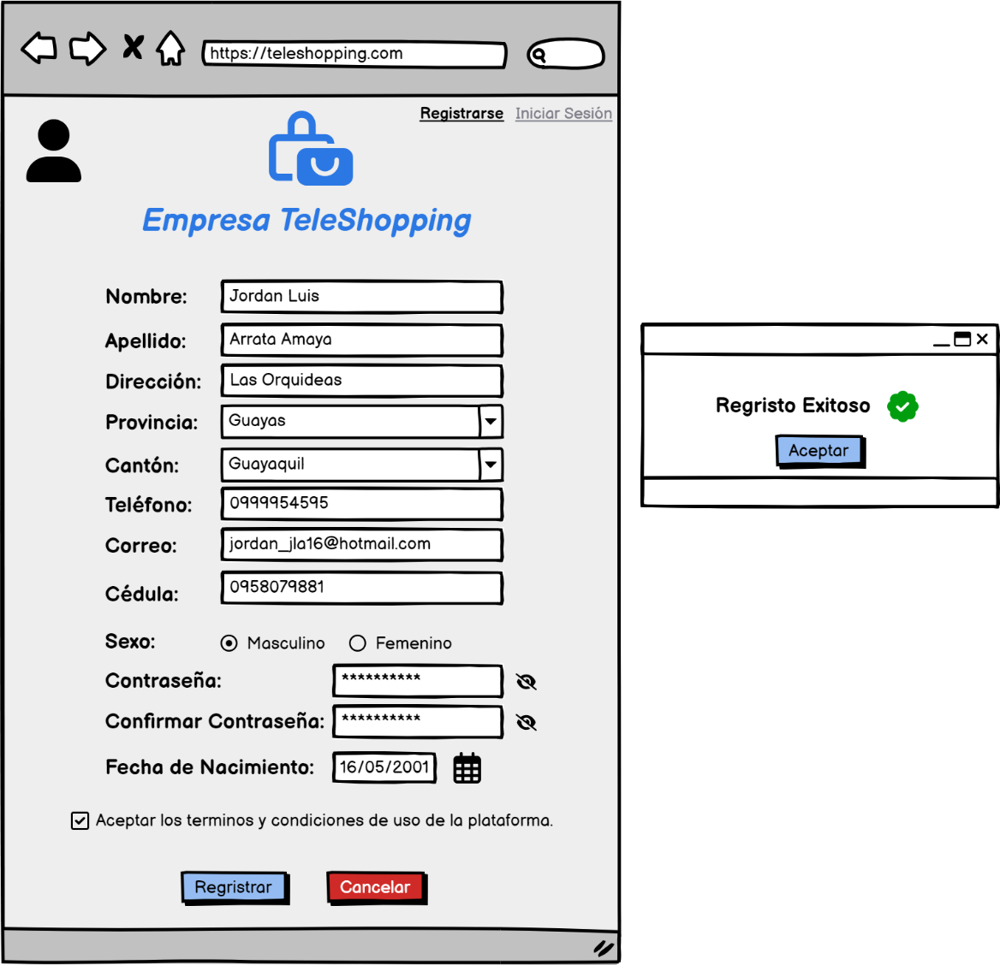 https://teleshopping.com
Registrarse Iniciar Sesión
Empresa TeleShopping
Nombre: Jordan Luis
Apellido: Arrata Amaya
Dirección: Las Orquideas
Provincia: Guayas
Cantón: Guayaquil
Teléfono: 0999954595
Correo: jordan_jla16@hotmail.com
Cédula: 0958079881
Sexo: Masculino Femenino
Contraseña: **********
Confirmar Contraseña: **********
Fecha de Nacimiento: 16/05/2001
Aceptar los terminos y condiciones de uso de la plataforma.
Regristrar Cancelar
Regristo Exitoso
Aceptar